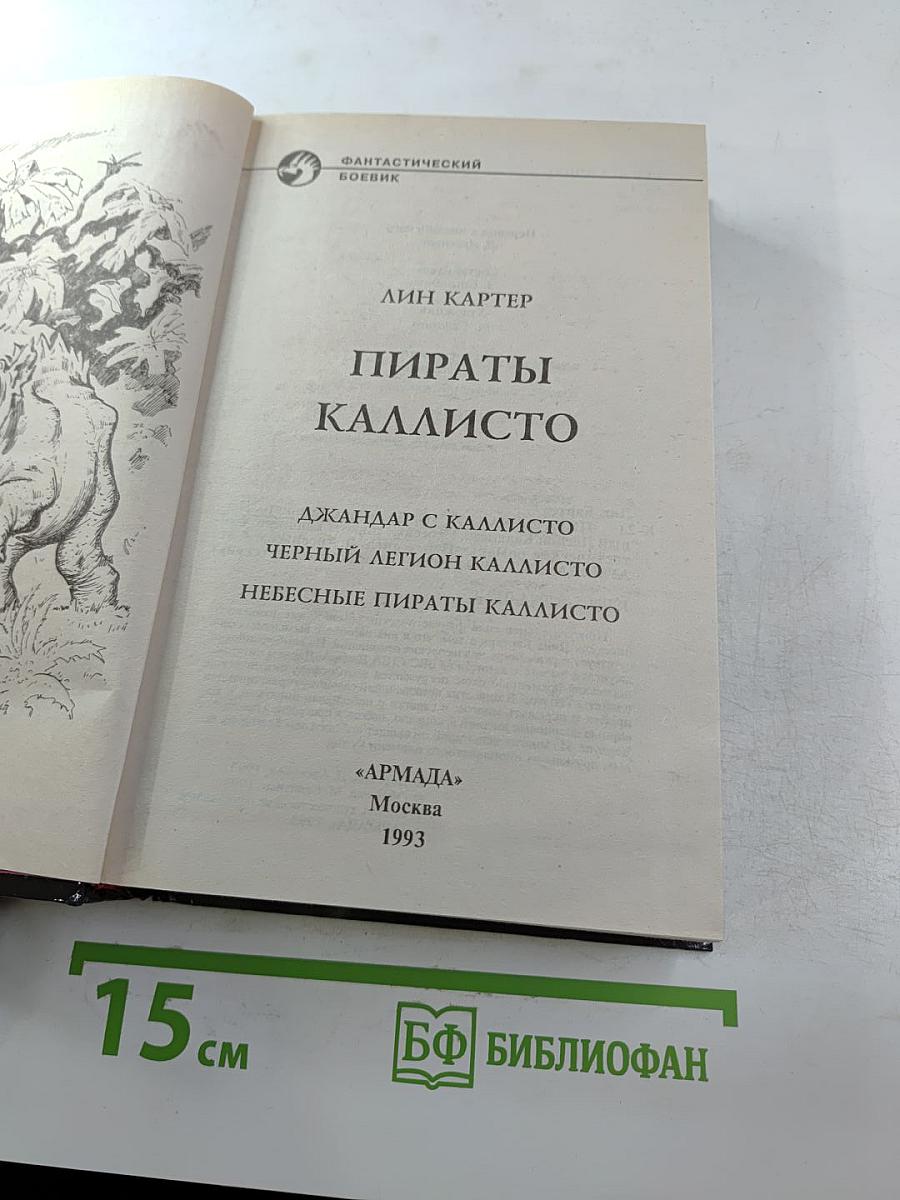 ФАНТАСТИЧЕСКИЙ
БОЕВИК
ЛИН КАРТЕР
ПИРАТЫ
КАЛЛИСТО
ДЖАНДАР С КАЛЛИСТО
ЧЕРНЫЙ ЛЕГИОН КАЛЛИСТО
НЕБЕСНЫЕ ПИРАТЫ КАЛЛИСТО
«АРМАДА»
Москва
1993
15 см
БФ БИБЛИОФАН